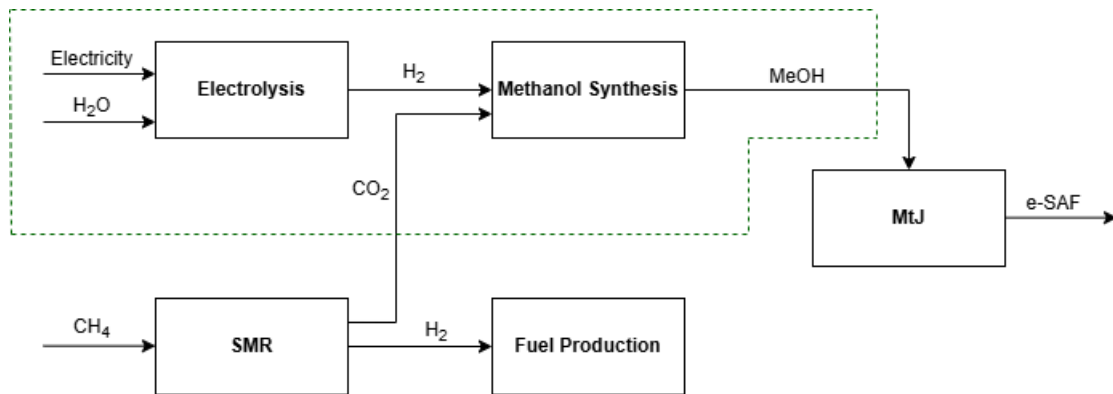 Electricity
H₂O
Electrolysis
H₂
Methanol Synthesis
MeOH
CO₂
MtJ
e-SAF
CH₄
SMR
H₂
Fuel Production